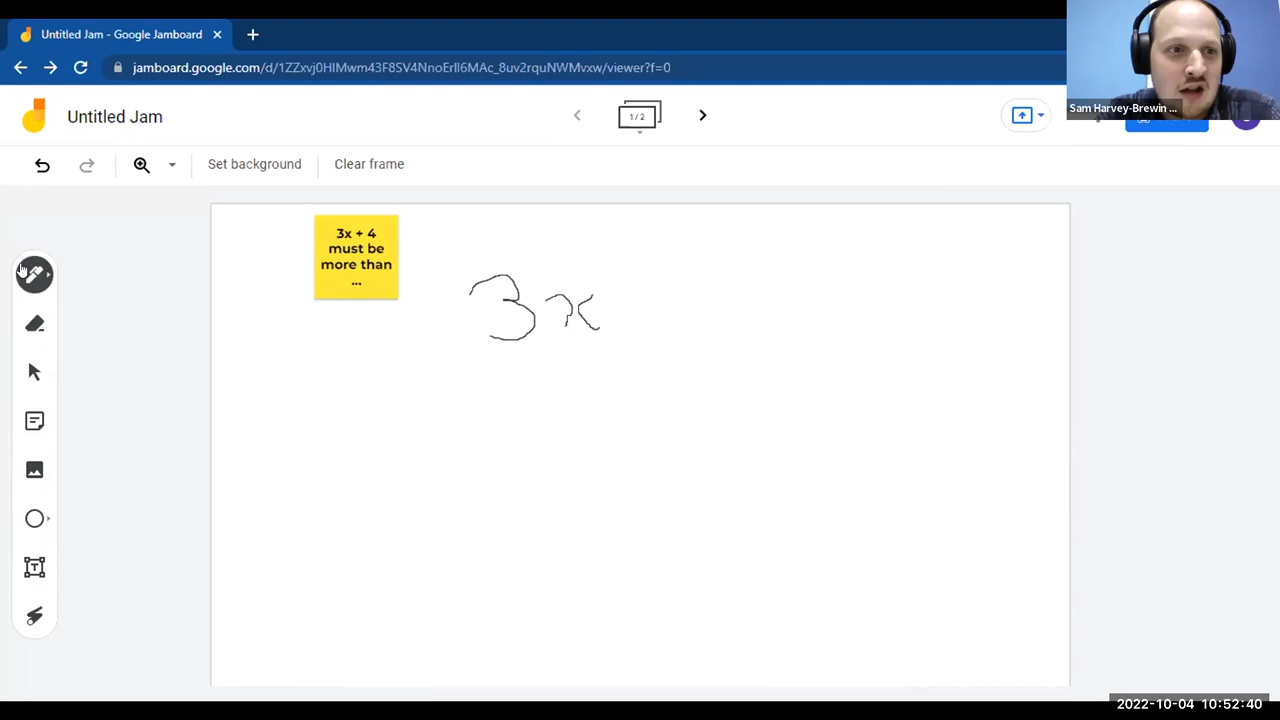 Untitled Jam - Google Jamboard
jamboard.google.com/d/1ZZxvj0HIMwm43F8SV4NnoErlI6MAc_8uv2rquNWMvxw/viewer?f=0
Sam Harvey-Brewin ...
Untitled Jam
1 / 2
Set background
Clear frame
3x + 4
must be
more than
...
3x
2022-10-04 10:52:40